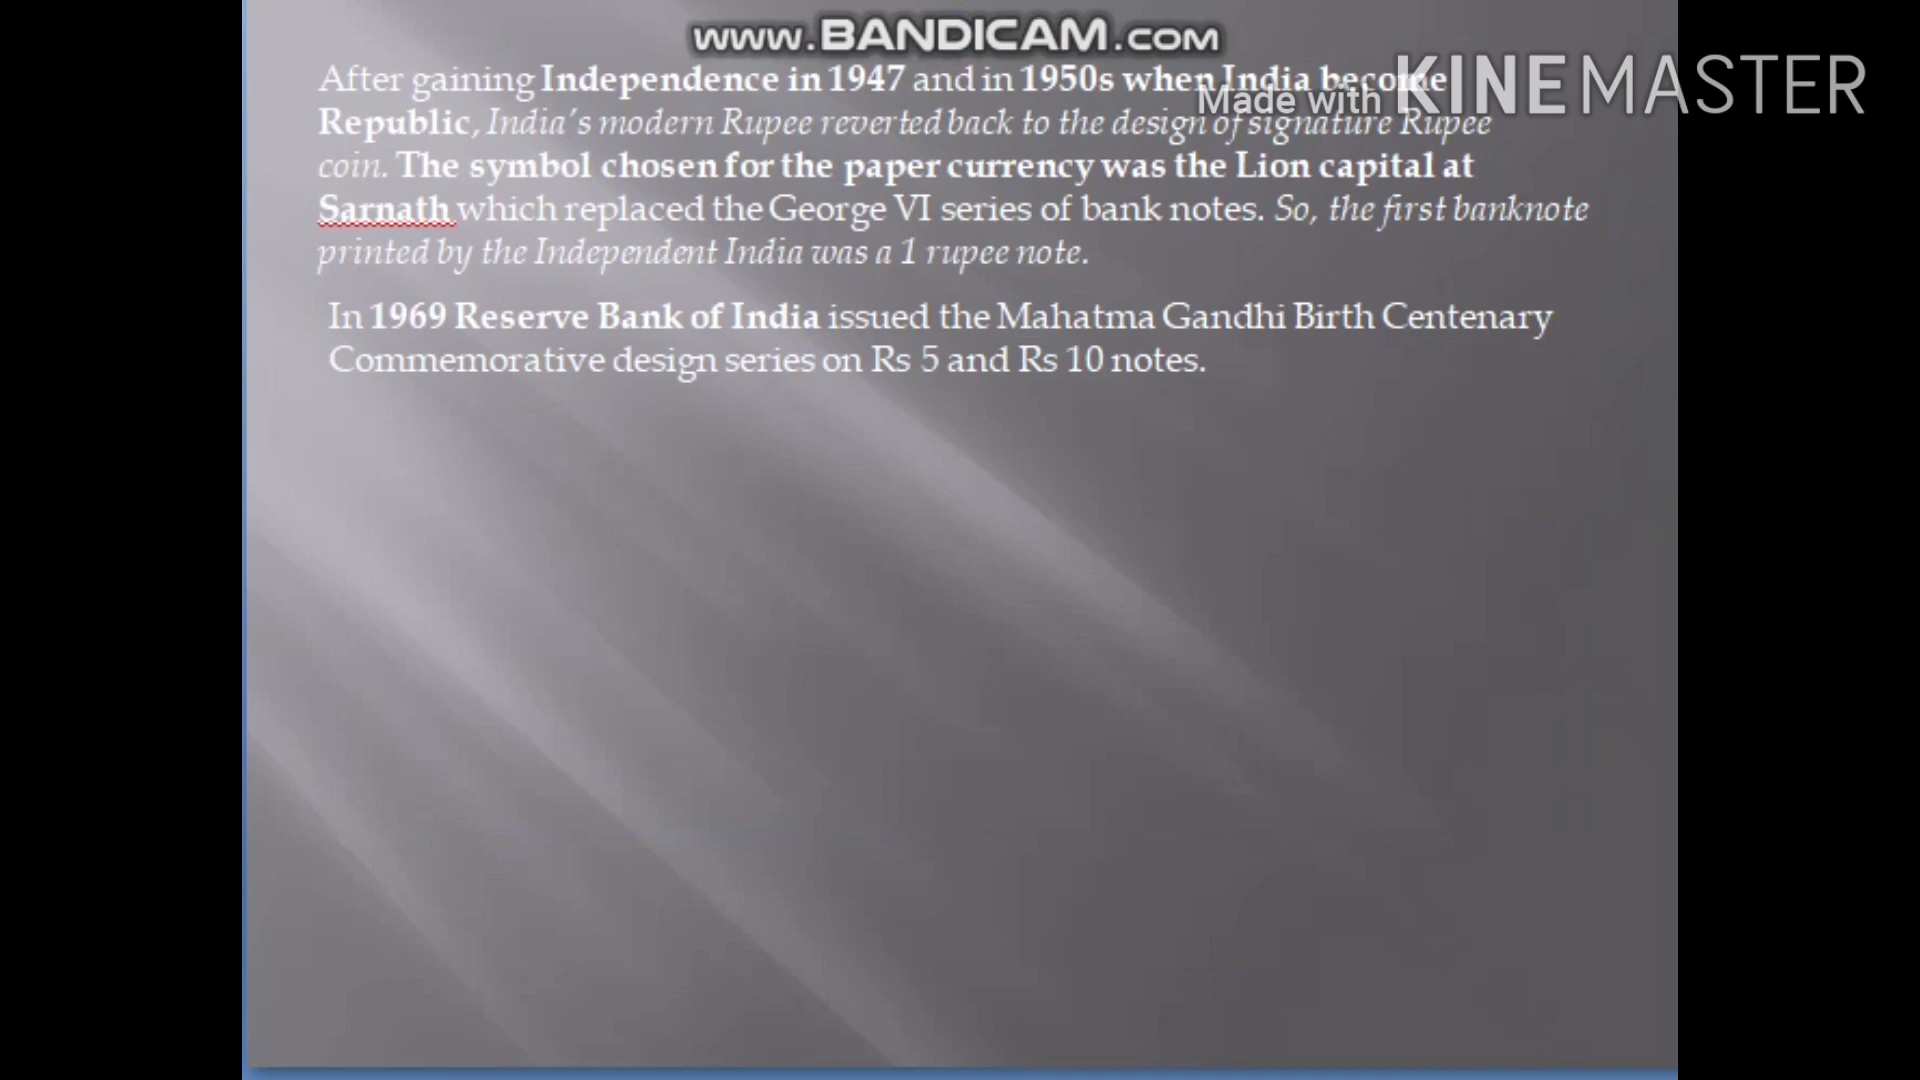 www.BANDICAM.com
Made with KINEMASTER
After gaining Independence in 1947 and in 1950s when India become
Republic, India's modern Rupee reverted back to the design of signature Rupee
coin. The symbol chosen for the paper currency was the Lion capital at
Sarnath which replaced the George VI series of bank notes. So, the first banknote
printed by the Independent India was a 1 rupee note.
In 1969 Reserve Bank of India issued the Mahatma Gandhi Birth Centenary
Commemorative design series on Rs 5 and Rs 10 notes.